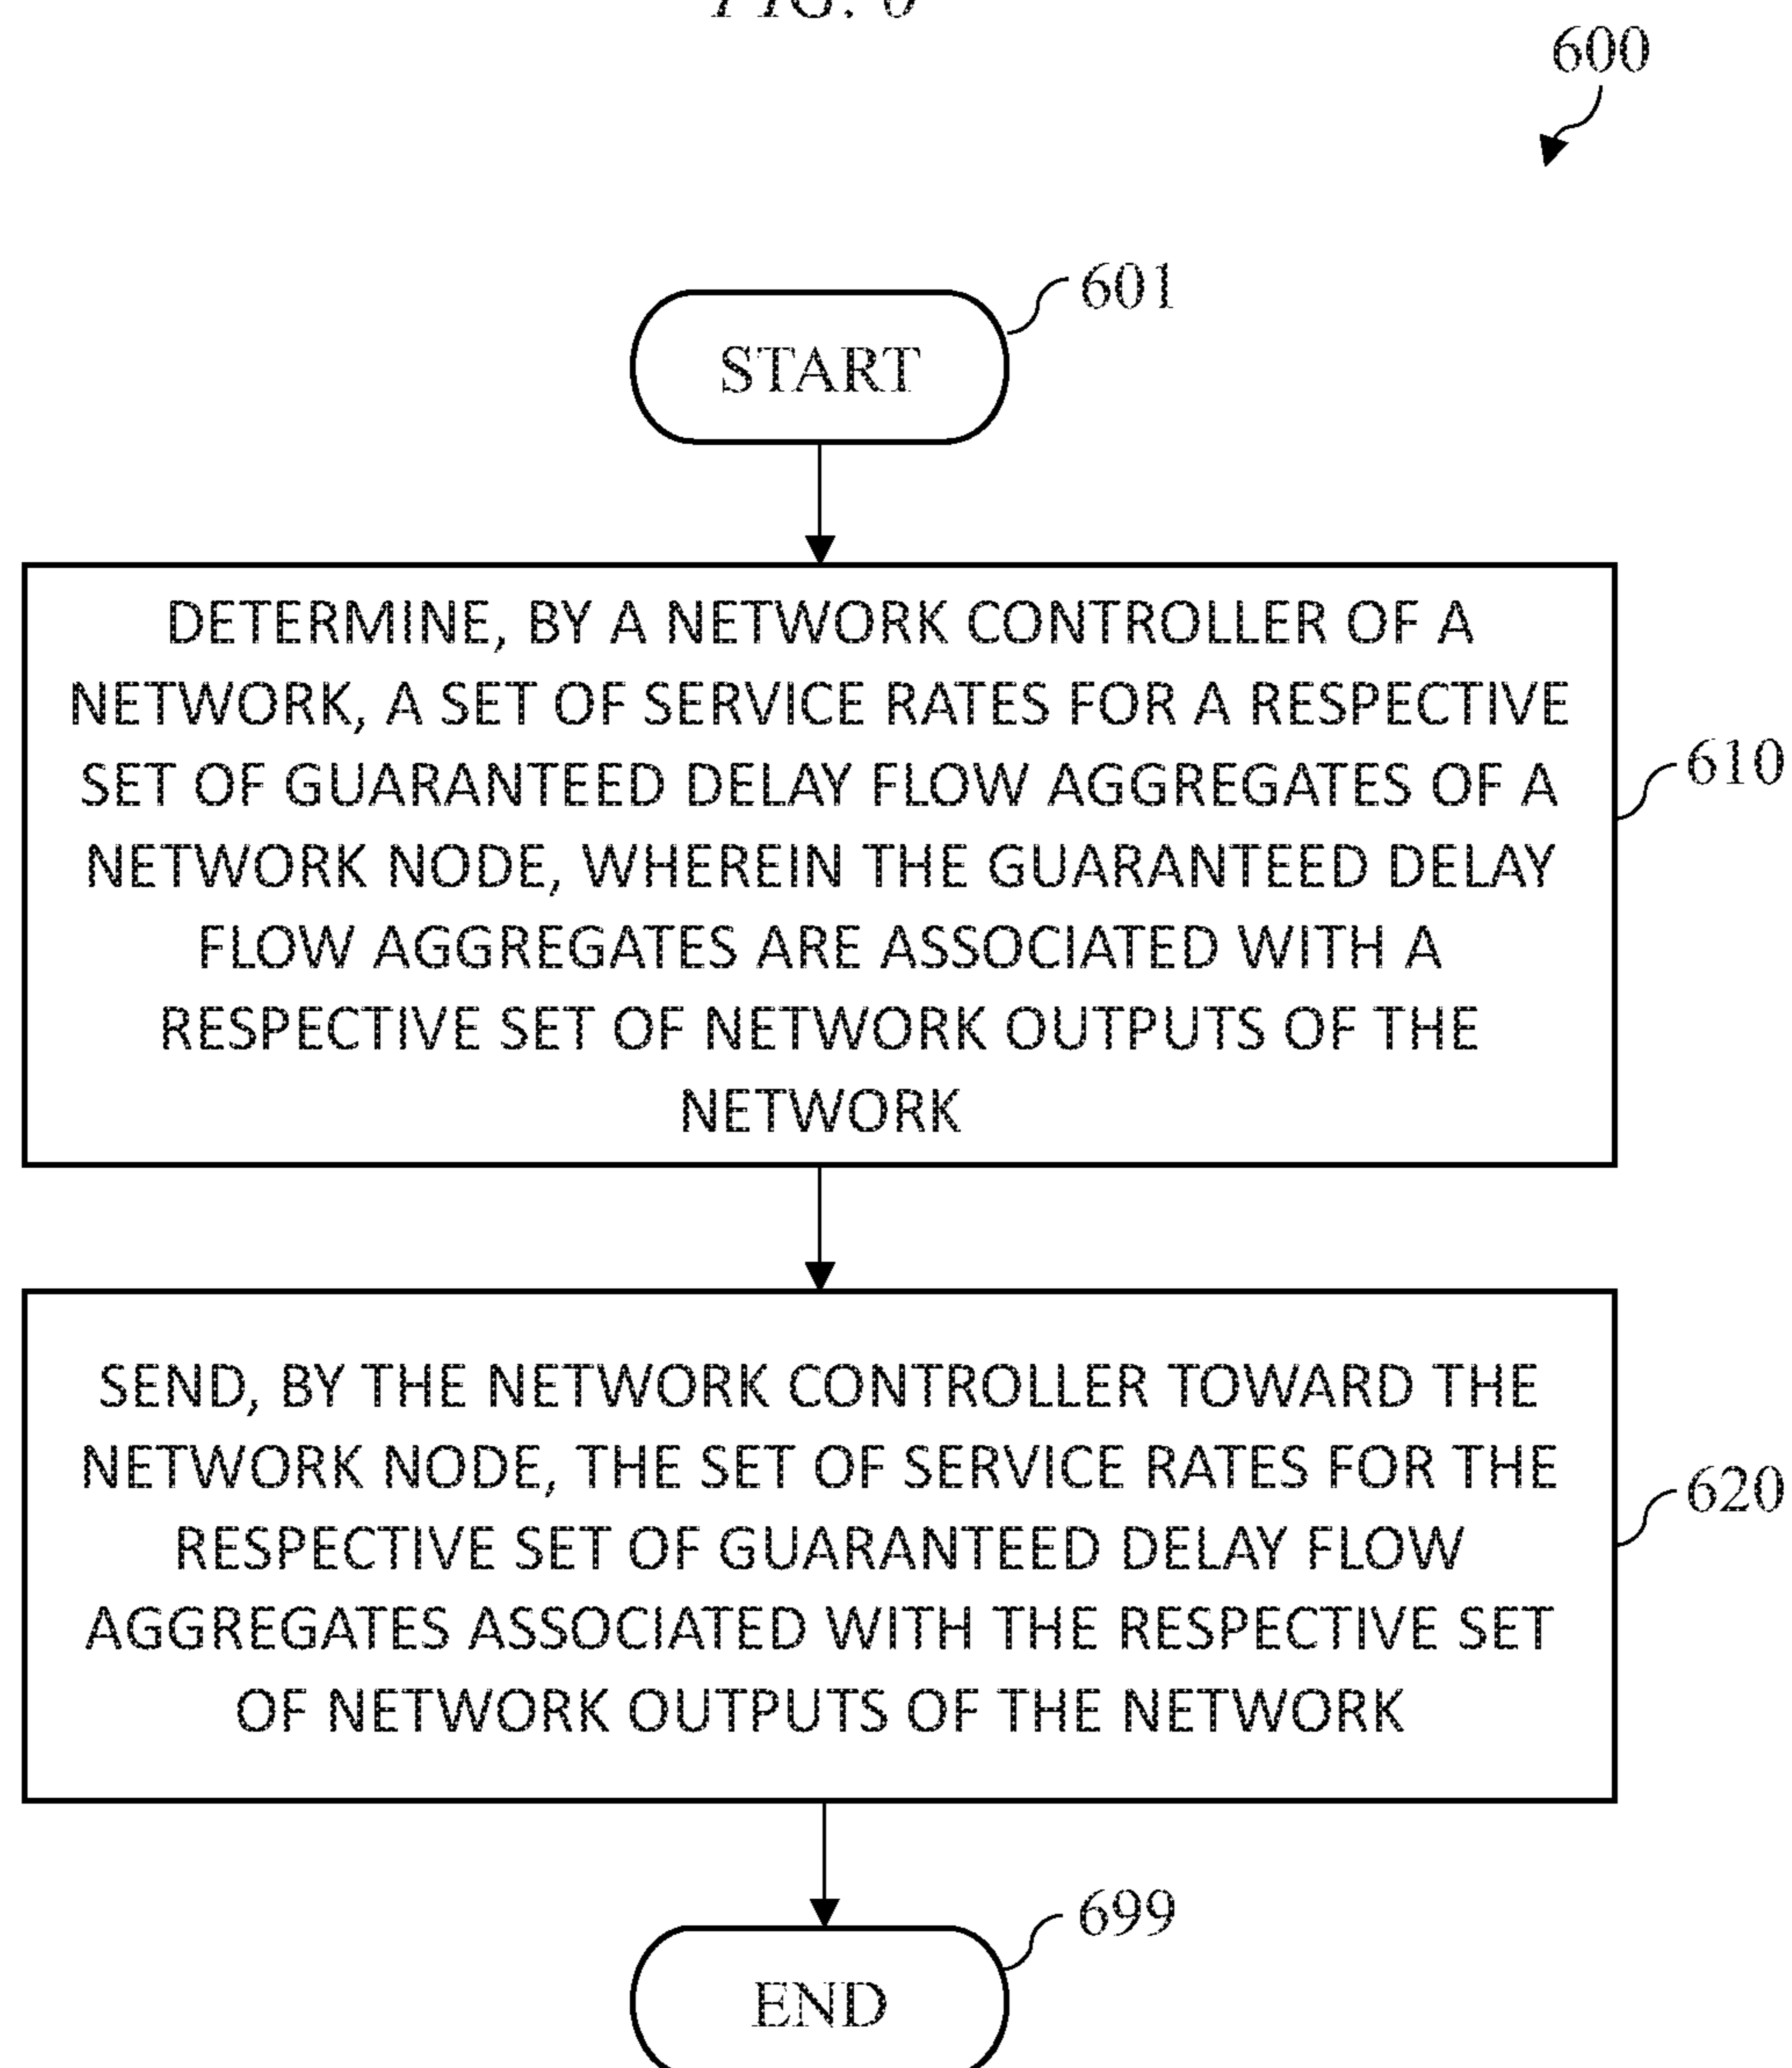 FIG. 6
600
601
START
DETERMINE, BY A NETWORK CONTROLLER OF A
NETWORK, A SET OF SERVICE RATES FOR A RESPECTIVE
SET OF GUARANTEED DELAY FLOW AGGREGATES OF A
NETWORK NODE, WHEREIN THE GUARANTEED DELAY
FLOW AGGREGATES ARE ASSOCIATED WITH A
RESPECTIVE SET OF NETWORK OUTPUTS OF THE
NETWORK
610
SEND, BY THE NETWORK CONTROLLER TOWARD THE
NETWORK NODE, THE SET OF SERVICE RATES FOR THE
RESPECTIVE SET OF GUARANTEED DELAY FLOW
AGGREGATES ASSOCIATED WITH THE RESPECTIVE SET
OF NETWORK OUTPUTS OF THE NETWORK
620
699
END